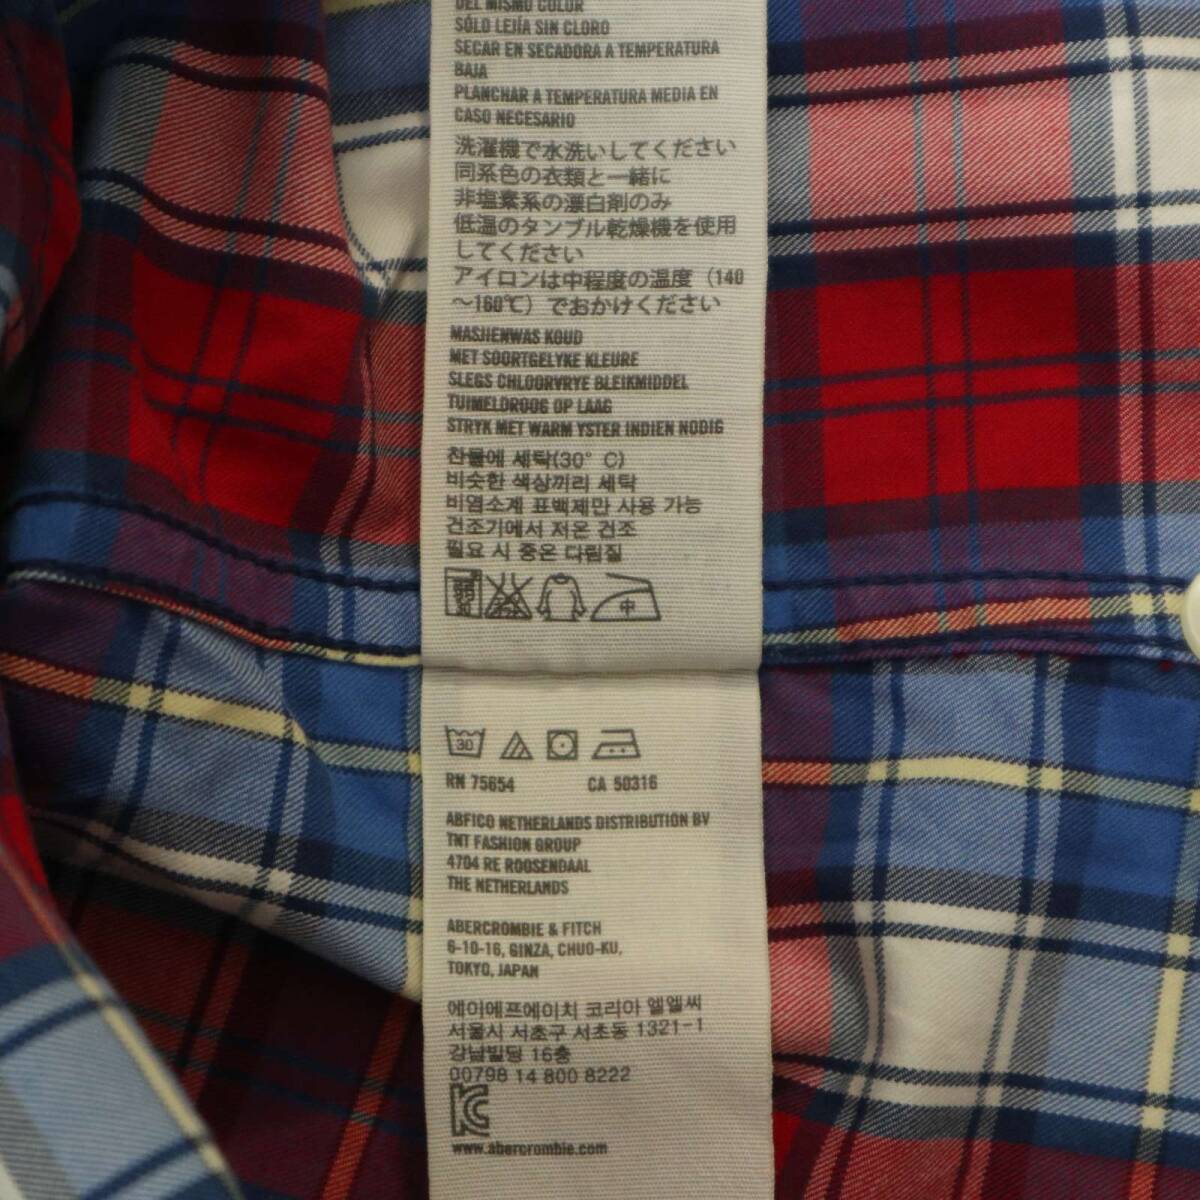 DEL MISMO COLOR
SÓLO LEJÍA SIN CLORO
SECAR EN SECADORA A TEMPERATURA
BAJA
PLANCHAR A TEMPERATURA MEDIA EN
CASO NECESARIO
洗濯機で水洗いしてください
同系色の衣類と一緒に
非塩素系の漂白剤のみ
低温のタンブル乾燥機を使用
してください
アイロンは中程度の温度（140
～160℃）でおかけください
MASJIENWAS KOUD
MET SOORTGELYKE KLEURE
SLEGS CHLOORVRYE BLEIKMIDDEL
TUIMELDROOG OP LAAG
STRYK MET WARM YSTER INDIEN NODIG
찬물에 세탁(30° C)
비슷한 색상끼리 세탁
비염소계 표백제만 사용 가능
건조기에서 저온 건조
필요 시 중온 다림질
中
30
RN 75654 CA 50316
ABFICO NETHERLANDS DISTRIBUTION BV
TNT FASHION GROUP
4704 RE ROOSENDAAL
THE NETHERLANDS
ABERCROMBIE & FITCH
6-10-16, GINZA, CHUO-KU,
TOKYO, JAPAN
에이에프에이치 코리아 엘엘씨
서울시 서초구 서초동 1321-1
강남빌딩 16층
00798 14 800 8222
KC
www.abercrombie.com